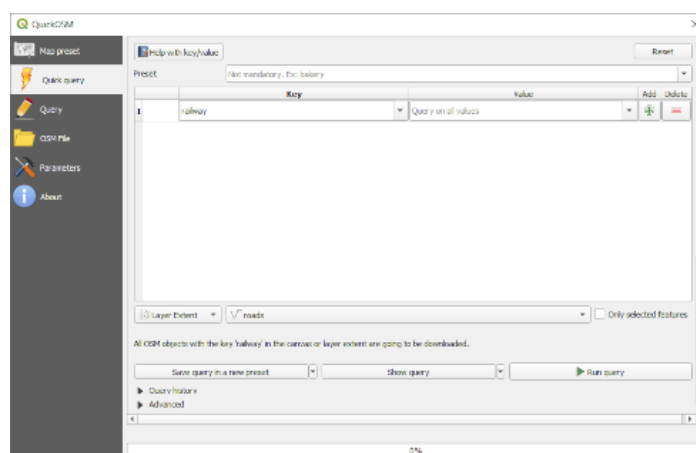 QuickOSM
Map preset
Quick query
Query
OSM File
Parameters
About
Help with key/value
Reset
Preset
Not mandatory. Ex: bakery
Key Value Add Delete
1 railway Query on all values
Layer Extent roads Only selected features
All OSM objects with the key 'railway' in the canvas or layer extent are going to be downloaded.
Save query in a new preset Show query Run query
Query history
Advanced
0%